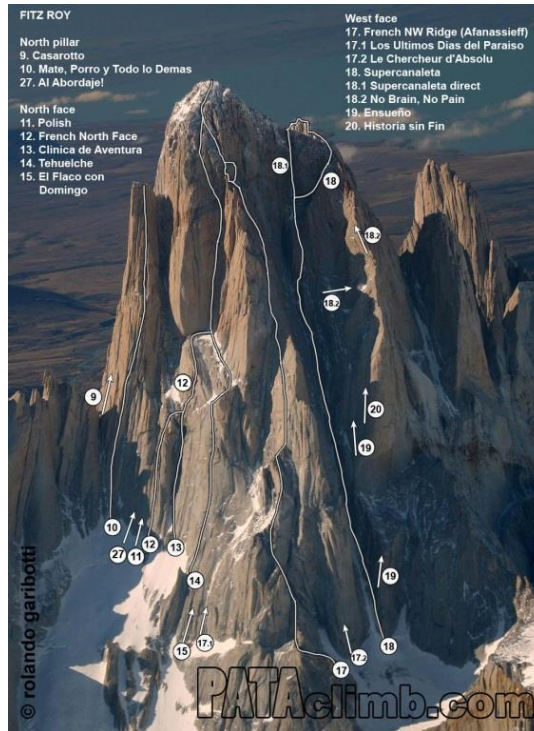 FITZ ROY
North pillar
9. Casarotto
10. Mate, Porro y Todo lo Demas
27. Al Abordaje!
North face
11. Polish
12. French North Face
13. Clinica de Aventura
14. Tehuelche
15. El Flaco con
Domingo
West face
17. French NW Ridge (Afanassieff)
17.1 Los Ultimos Dias del Paraiso
17.2 Le Chercheur d'Absolu
18. Supercanaleta
18.1 Supercanaleta direct
18.2 No Brain, No Pain
19. Ensueño
20. Historia sin Fin
18.1
18
18.2
18.2
12
9
20
19
10
27
11
12
13
14
19
15
17.1
17
17.2
18
© rolando garibotti
PATAclimb.com